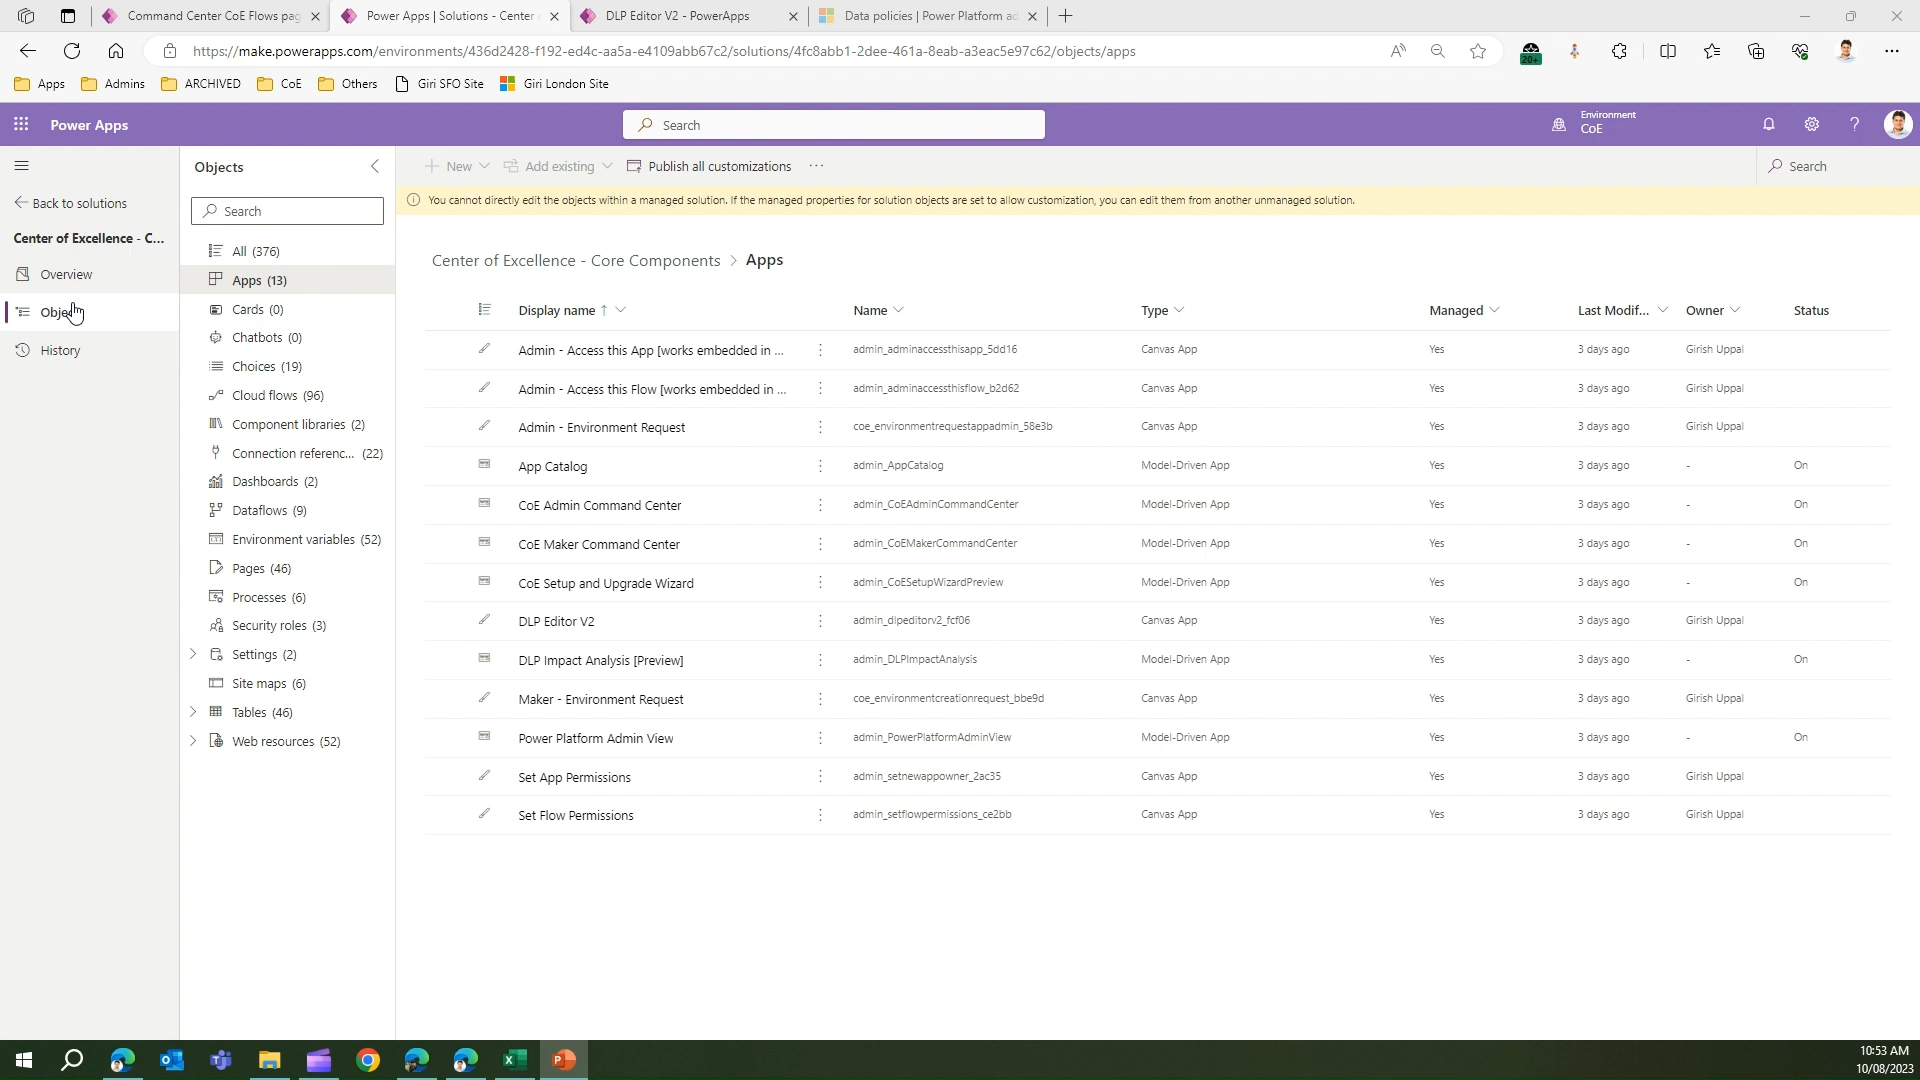 Command Center CoE Flows pag
Power Apps | Solutions - Center
DLP Editor V2 - PowerApps
Data policies | Power Platform ad
https://make.powerapps.com/environments/436d2428-f192-ed4c-aa5a-e4109abb67c2/solutions/4fc8abb1-2dee-461a-8eab-a3eac5e97c62/objects/apps
20+
Apps
Admins
ARCHIVED
CoE
Others
Giri SFO Site
Giri London Site
Power Apps
Search
Environment
CoE
Back to solutions
Center of Excellence - C...
Overview
Objec
History
Objects
Search
All (376)
Apps (13)
Cards (0)
Chatbots (0)
Choices (19)
Cloud flows (96)
Component libraries (2)
Connection referenc... (22)
Dashboards (2)
Dataflows (9)
Environment variables (52)
Pages (46)
Processes (6)
Security roles (3)
Settings (2)
Site maps (6)
Tables (46)
Web resources (52)
New
Add existing
Publish all customizations
Search
You cannot directly edit the objects within a managed solution. If the managed properties for solution objects are set to allow customization, you can edit them from another unmanaged solution.
Center of Excellence - Core Components > Apps
Display name ↑ Name Type Managed Last Modif... Owner Status
Admin - Access this App [works embedded in ... admin_adminaccessthisapp_5dd16 Canvas App Yes 3 days ago Girish Uppal
Admin - Access this Flow [works embedded in ... admin_adminaccessthisflow_b2d62 Canvas App Yes 3 days ago Girish Uppal
Admin - Environment Request coe_environmentrequestappadmin_58e3b Canvas App Yes 3 days ago Girish Uppal
App Catalog admin_AppCatalog Model-Driven App Yes 3 days ago - On
CoE Admin Command Center admin_CoEAdminCommandCenter Model-Driven App Yes 3 days ago - On
CoE Maker Command Center admin_CoEMakerCommandCenter Model-Driven App Yes 3 days ago - On
CoE Setup and Upgrade Wizard admin_CoESetupWizardPreview Model-Driven App Yes 3 days ago - On
DLP Editor V2 admin_dlpeditorv2_fcf06 Canvas App Yes 3 days ago Girish Uppal
DLP Impact Analysis [Preview] admin_DLPImpactAnalysis Model-Driven App Yes 3 days ago - On
Maker - Environment Request coe_environmentcreationrequest_bbe9d Canvas App Yes 3 days ago Girish Uppal
Power Platform Admin View admin_PowerPlatformAdminView Model-Driven App Yes 3 days ago - On
Set App Permissions admin_setnewappowner_2ac35 Canvas App Yes 3 days ago Girish Uppal
Set Flow Permissions admin_setflowpermissions_ce2bb Canvas App Yes 3 days ago Girish Uppal
10:53 AM
10/08/2023